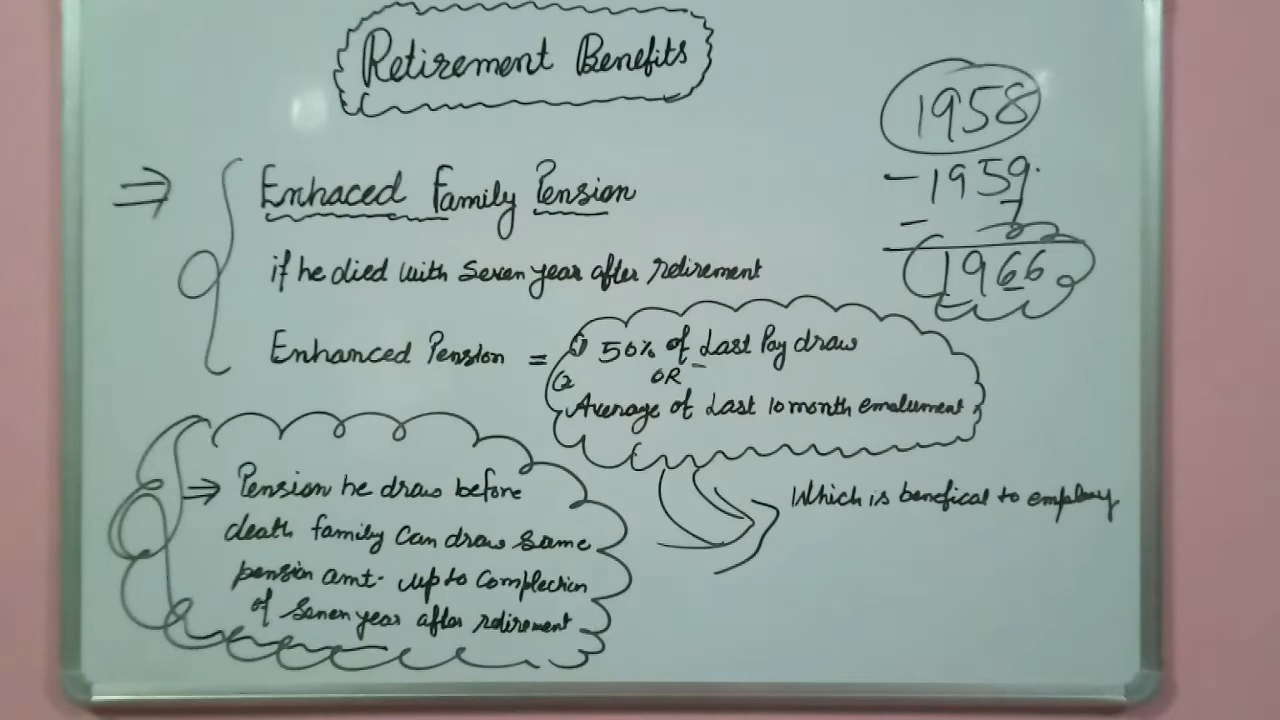 Retirement Benefits
1958
-1959.
- 7
1966
⇒ Enhaced Family Pension
if he died with Seven year after retirement
Enhanced Pension = 1) 50% of Last Pay draw
OR
(2 Average of Last 10 month emalument
Which is benefical to employ
⇒ Pension he draw before
death family Can draw Same
pension amt. up to Complection
of Seven year after retirement